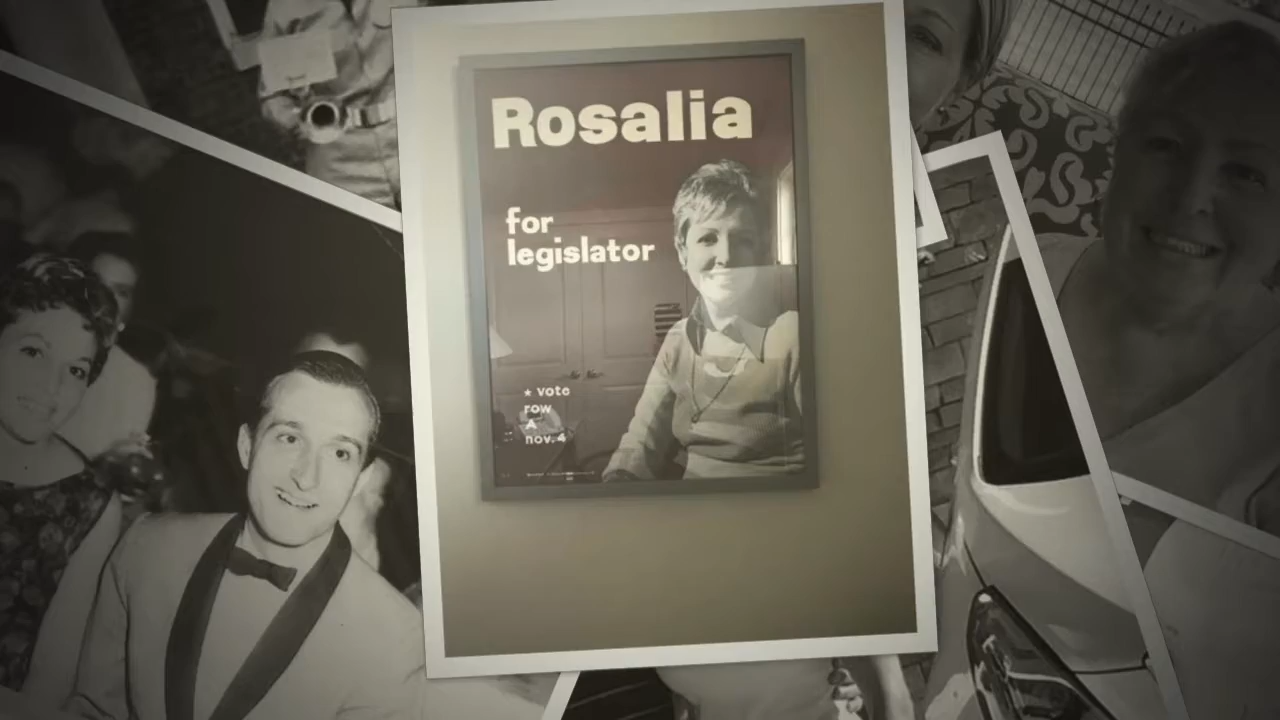 Rosalia
for
legislator
★ vote
row
A
nov. 4